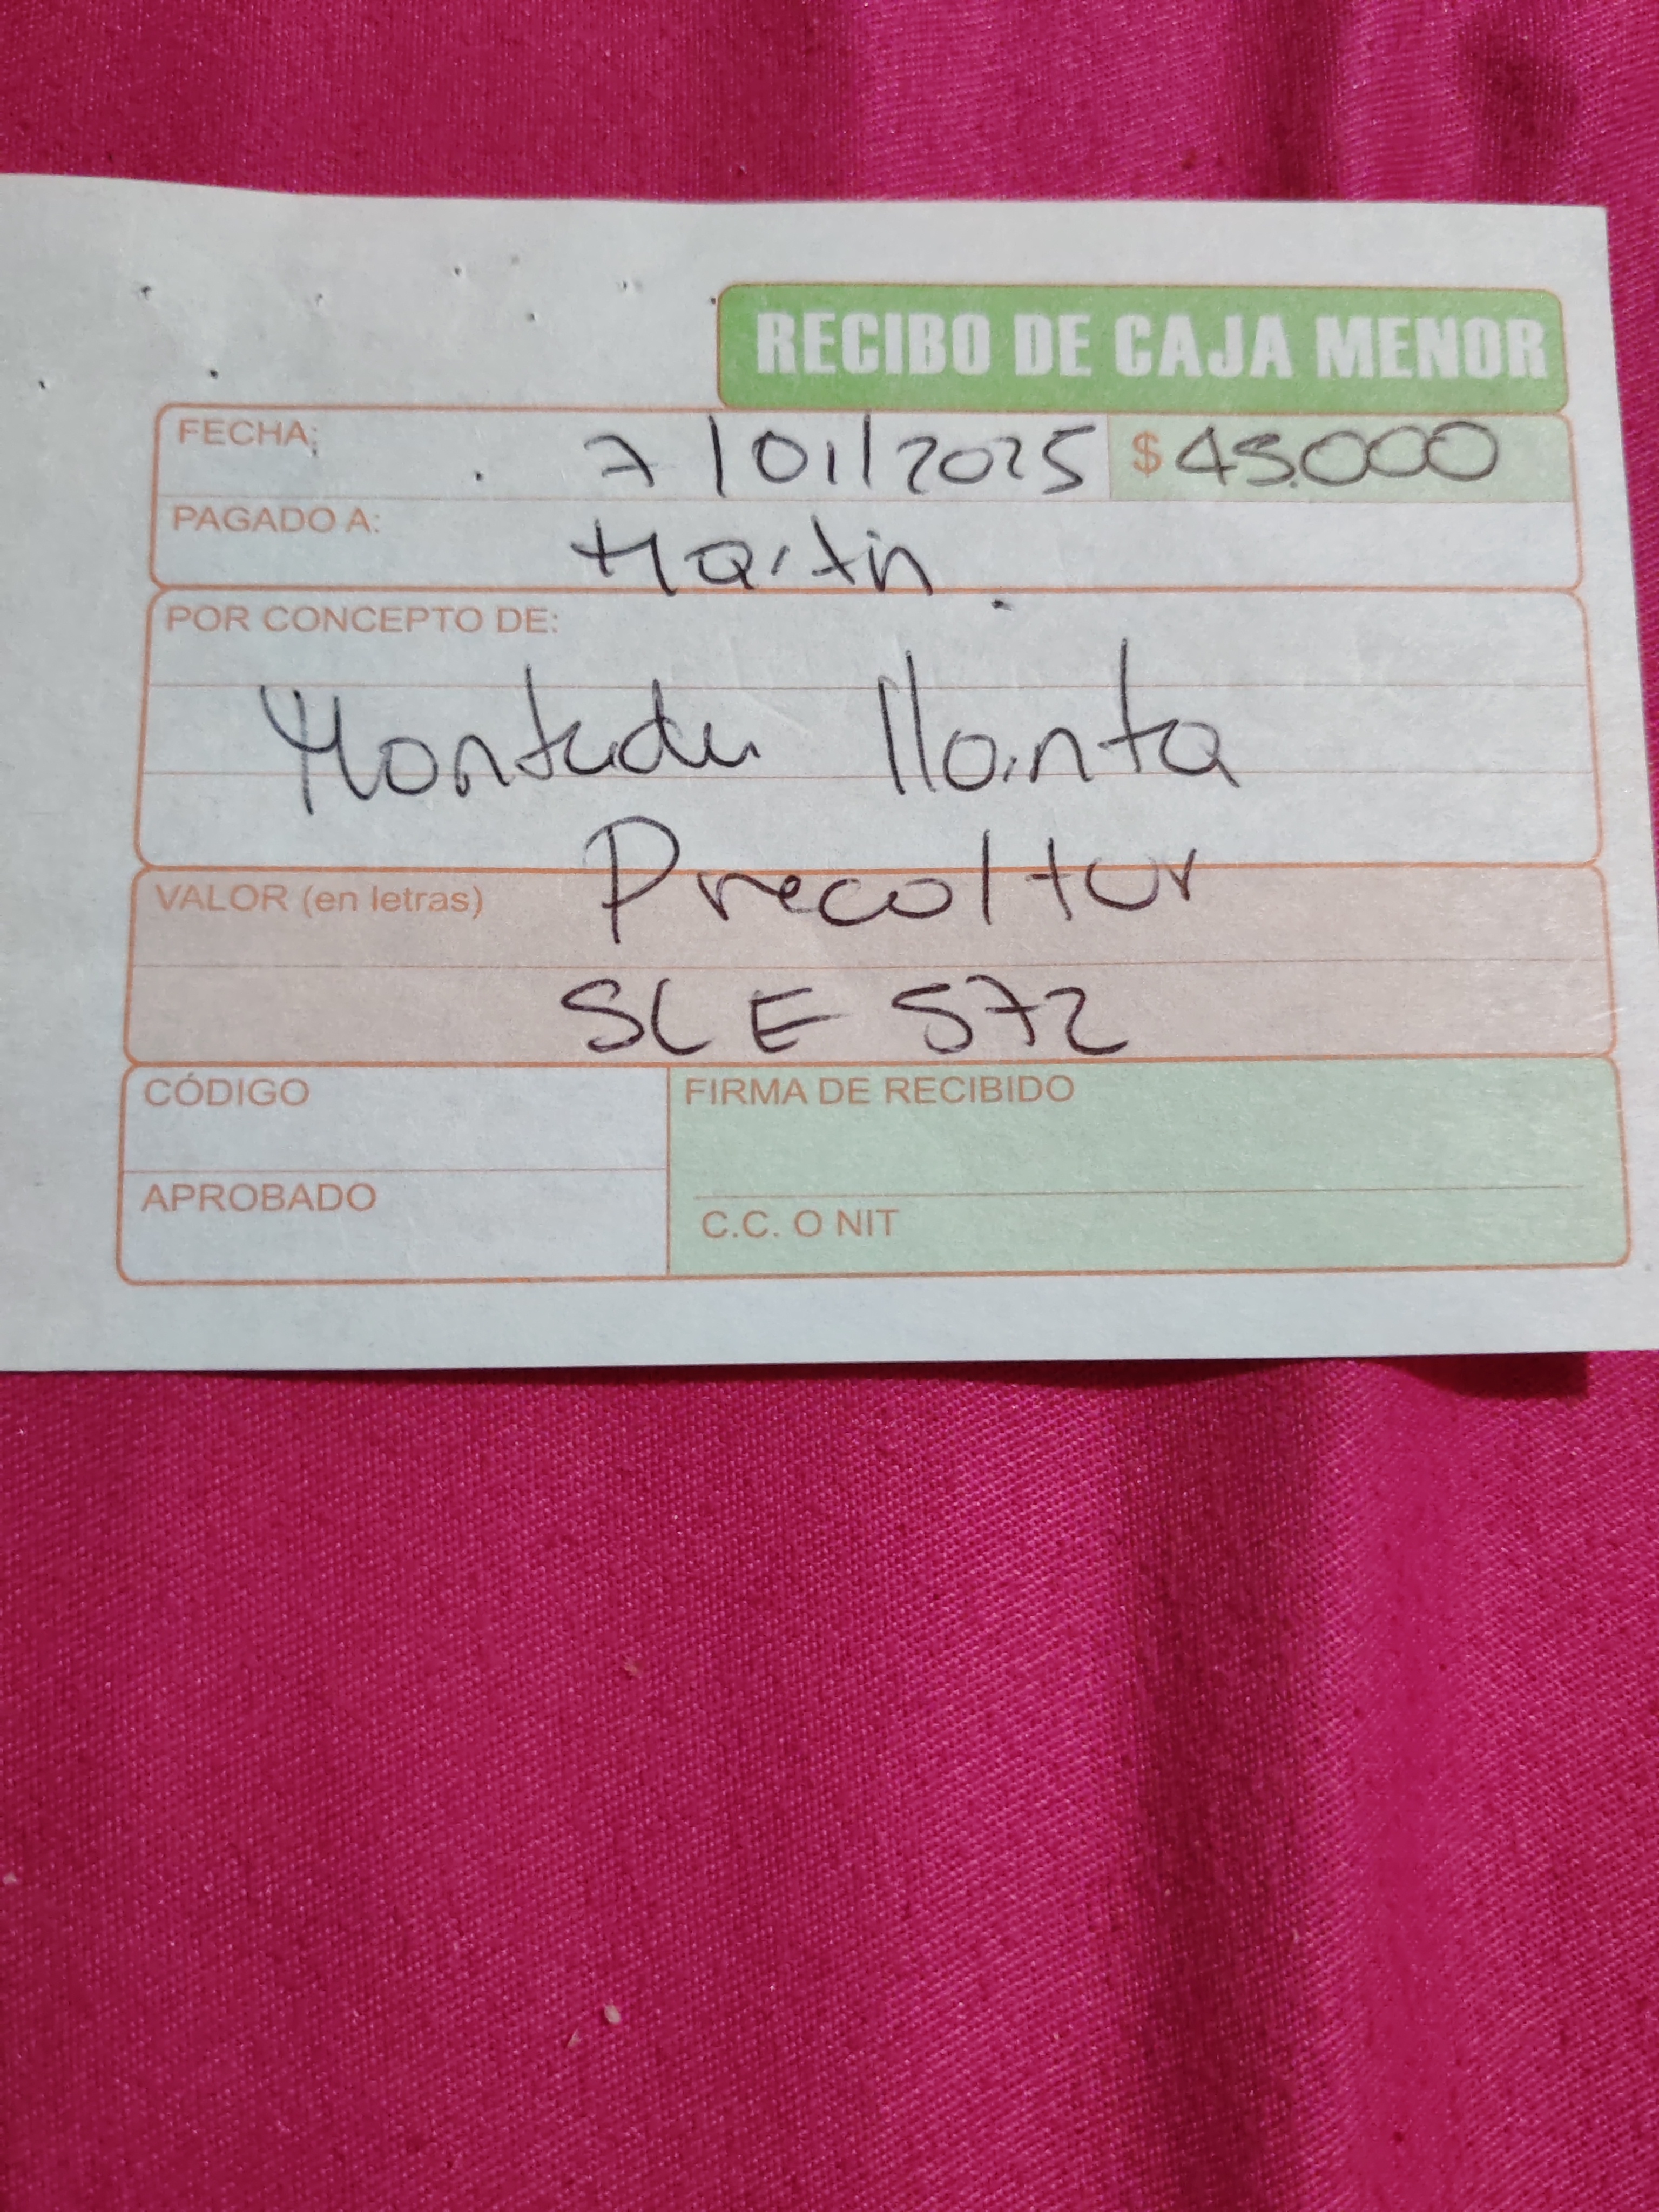 RECIBO DE CAJA MENOR
FECHA: 7/01/2025 $ 45.000
PAGADO A: Martin
POR CONCEPTO DE:
Montada llanta
Precoltur
VALOR (en letras)
SLE 572
CÓDIGO
FIRMA DE RECIBIDO
APROBADO
C.C. O NIT